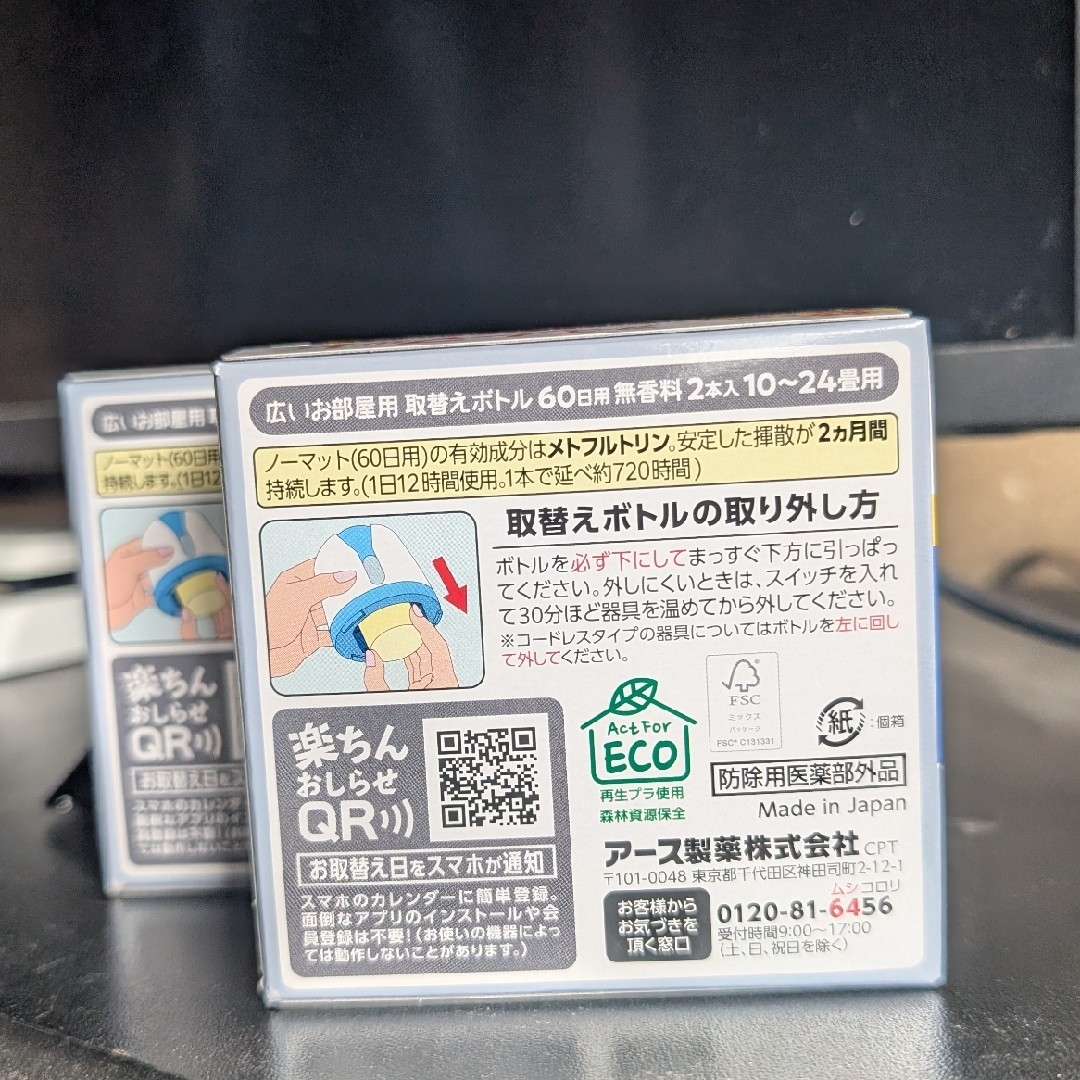 広いお部屋用 取替えボトル 60日用 無香料 2本入 10〜24畳用
ノーマット(60日用)の有効成分はメトフルトリン。安定した揮散が2ヵ月間
持続します。(1日12時間使用。1本で延べ約720時間)
取替えボトルの取り外し方
ボトルを必ず下にしてまっすぐ下方に引っぱっ
てください。外しにくいときは、スイッチを入れ
て30分ほど器具を温めてから外してください。
※コードレスタイプの器具についてはボトルを左に回し
て外してください。
楽ちん
おしらせ
QR
お取替え日をスマホが通知
スマホのカレンダーに簡単登録。
面倒なアプリのインストールや会
員登録は不要!(お使いの機器によっ
ては動作しないことがあります。)
Act For
ECO
再生プラ使用
森林資源保全
FSC
ミックス
パッケージ
FSC® C131331
紙:個箱
防除用医薬部外品
Made in Japan
アース製薬株式会社 CPT
〒101-0048 東京都千代田区神田司町2-12-1
お客様から
お気づきを
頂く窓口
ムシコロリ
0120-81-6456
受付時間9:00〜17:00
(土、日、祝日を除く)
広いお部屋用
ノーマット(60日用
持続します。(1日12
楽ちん
おしらせ
QR
お取替え日をス
スマホのカレンダ